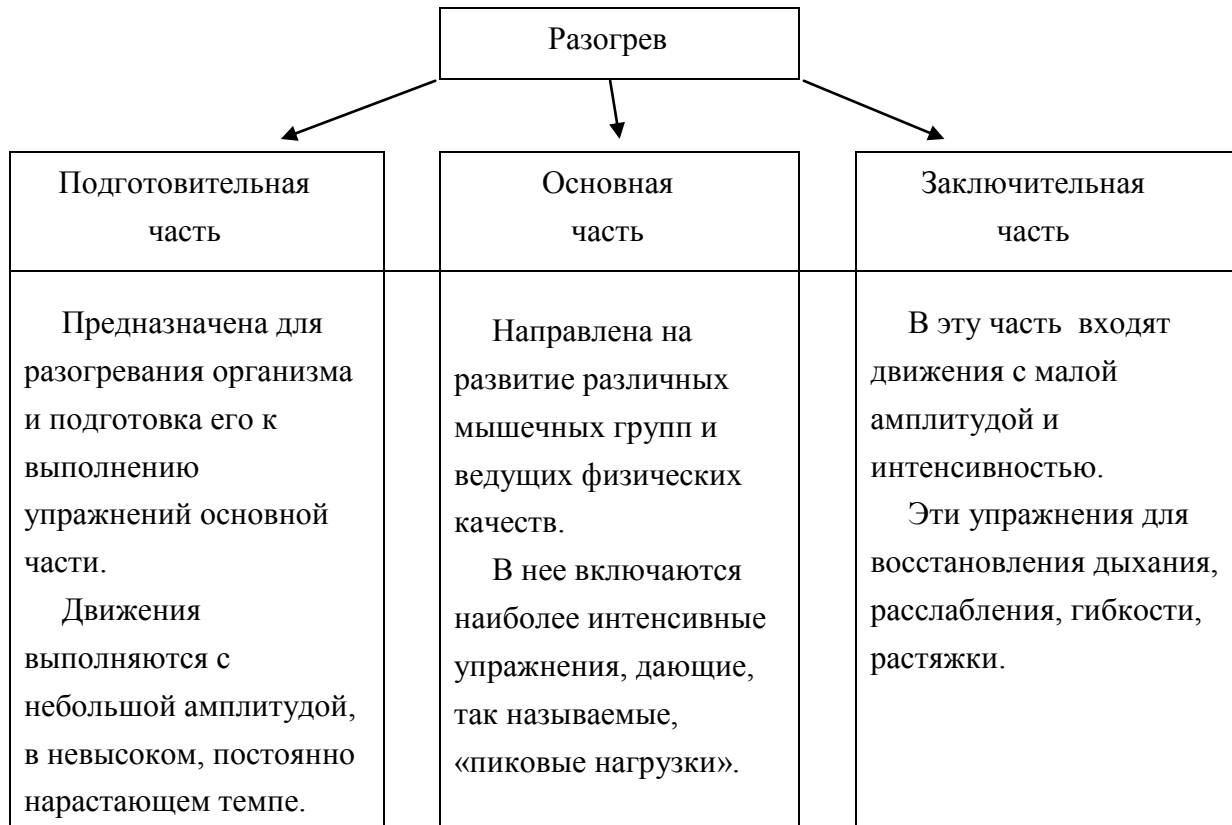 Разогрев
Подготовительная
часть
Предназначена для
разогревания организма
и подготовка его к
выполнению
упражнений основной
части.
Движения
выполняются с
небольшой амплитудой,
в невысоком, постоянно
нарастающем темпе.
Основная
часть
Направлена на
развитие различных
мышечных групп и
ведущих физических
качеств.
В нее включаются
наиболее интенсивные
упражнения, дающие,
так называемые,
«пиковые нагрузки».
Заключительная
часть
В эту часть входят
движения с малой
амплитудой и
интенсивностью.
Эти упражнения для
восстановления дыхания,
расслабления, гибкости,
растяжки.